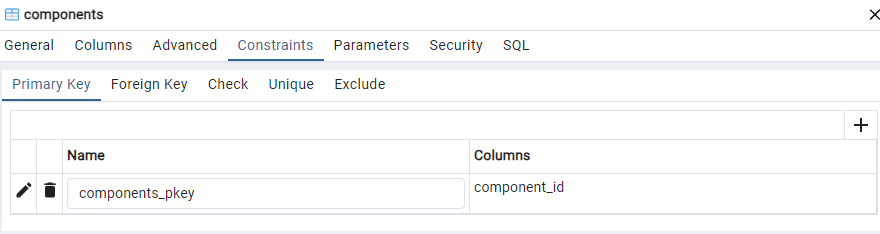 components
General Columns Advanced Constraints Parameters Security SQL
Primary Key Foreign Key Check Unique Exclude
Name Columns
components_pkey component_id